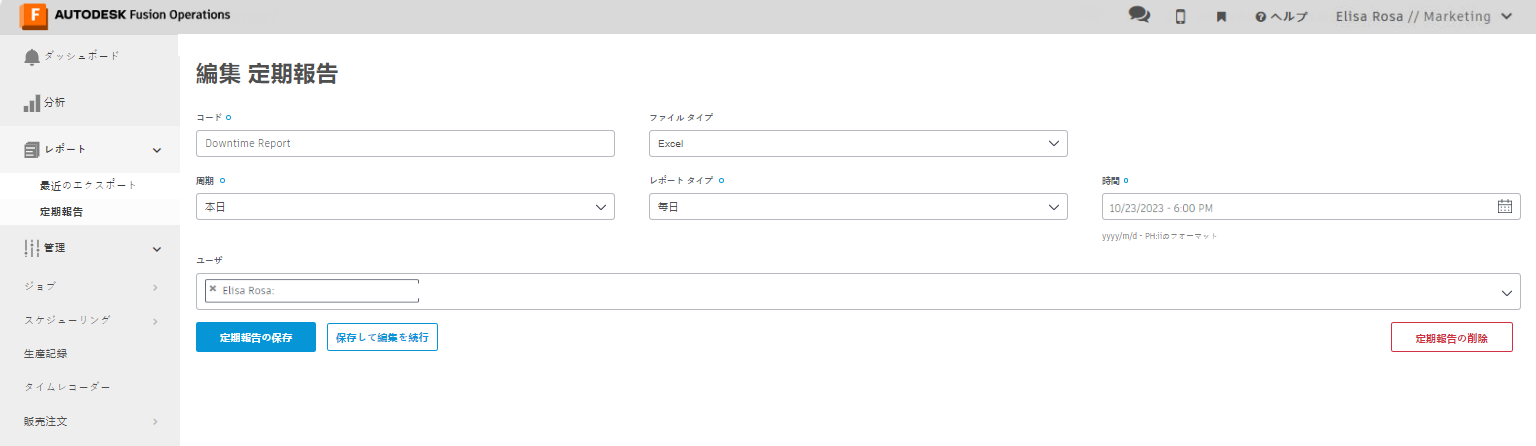 F AUTODESK Fusion Operations
ヘルプ
Elisa Rosa // Marketing
ダッシュボード
分析
レポート
最近のエクスポート
定期報告
管理
ジョブ
スケジューリング
生産記録
タイムレコーダー
販売注文
編集 定期報告
コード
ファイル タイプ
Downtime Report
Excel
周期
レポート タイプ
時間
本日
毎日
10/23/2023 - 6:00 PM
yyyy/m/d - PH:iiのフォーマット
ユーザ
× Elisa Rosa:
定期報告の保存
保存して編集を続行
定期報告の削除